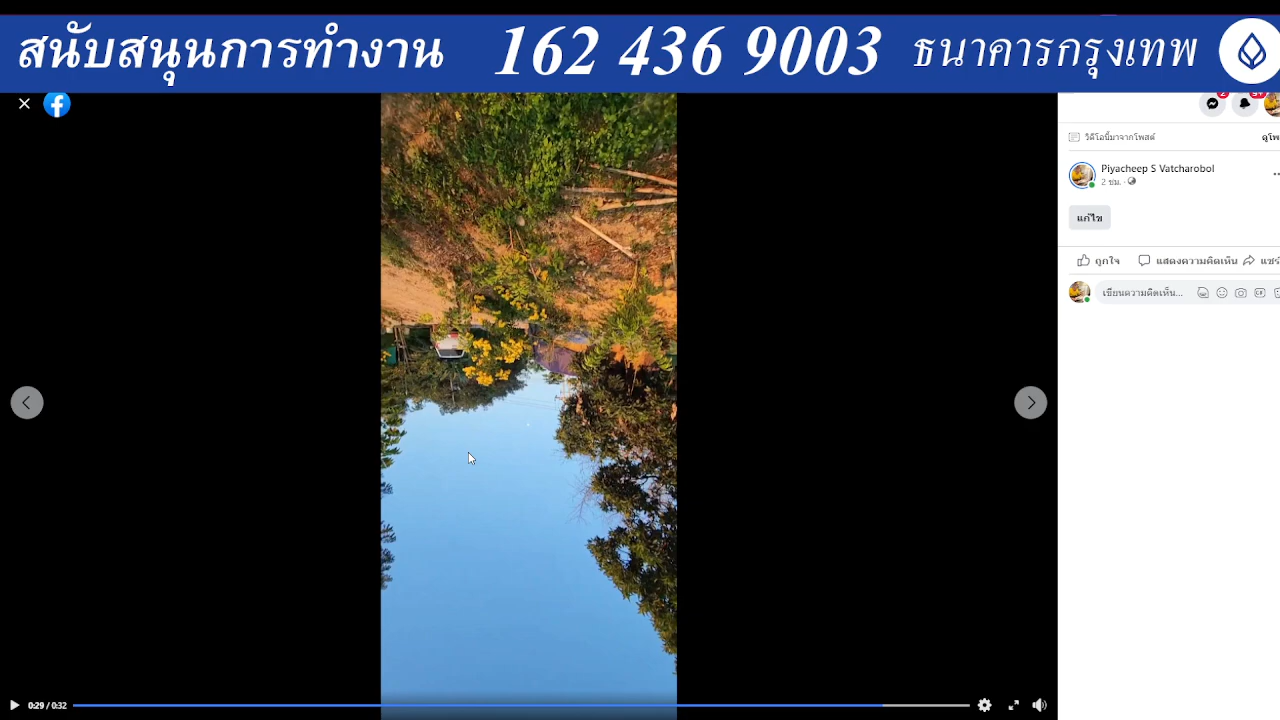 สนับสนุนการทำงาน 162 436 9003 ธนาคารกรุงเทพ
วิดีโอนี้มาจากโพสต์
Piyacheep S Vatcharobol
2 ชม. ·
แก้ไข
ถูกใจ แสดงความคิดเห็น แชร์
เขียนความคิดเห็น...
0:29 / 0:32